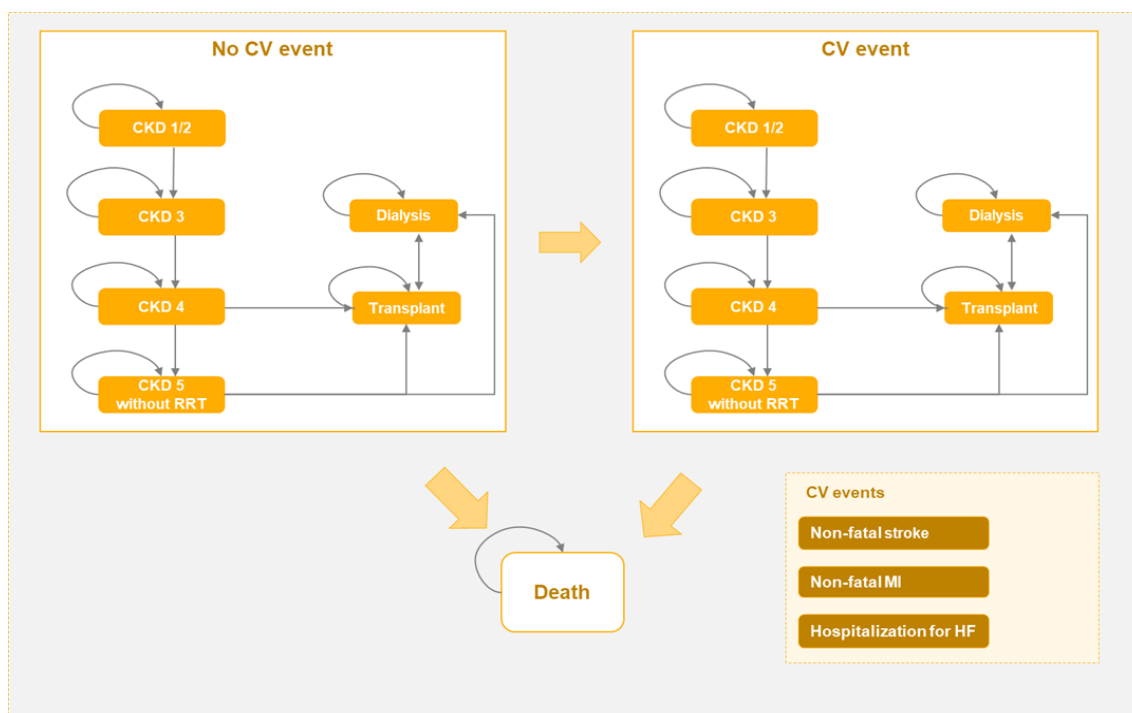 No CV event
CKD 1/2
CKD 3
Dialysis
CKD 4
Transplant
CKD 5
without RRT
CV event
CKD 1/2
CKD 3
Dialysis
CKD 4
Transplant
CKD 5
without RRT
Death
CV events
Non-fatal stroke
Non-fatal MI
Hospitalization for HF